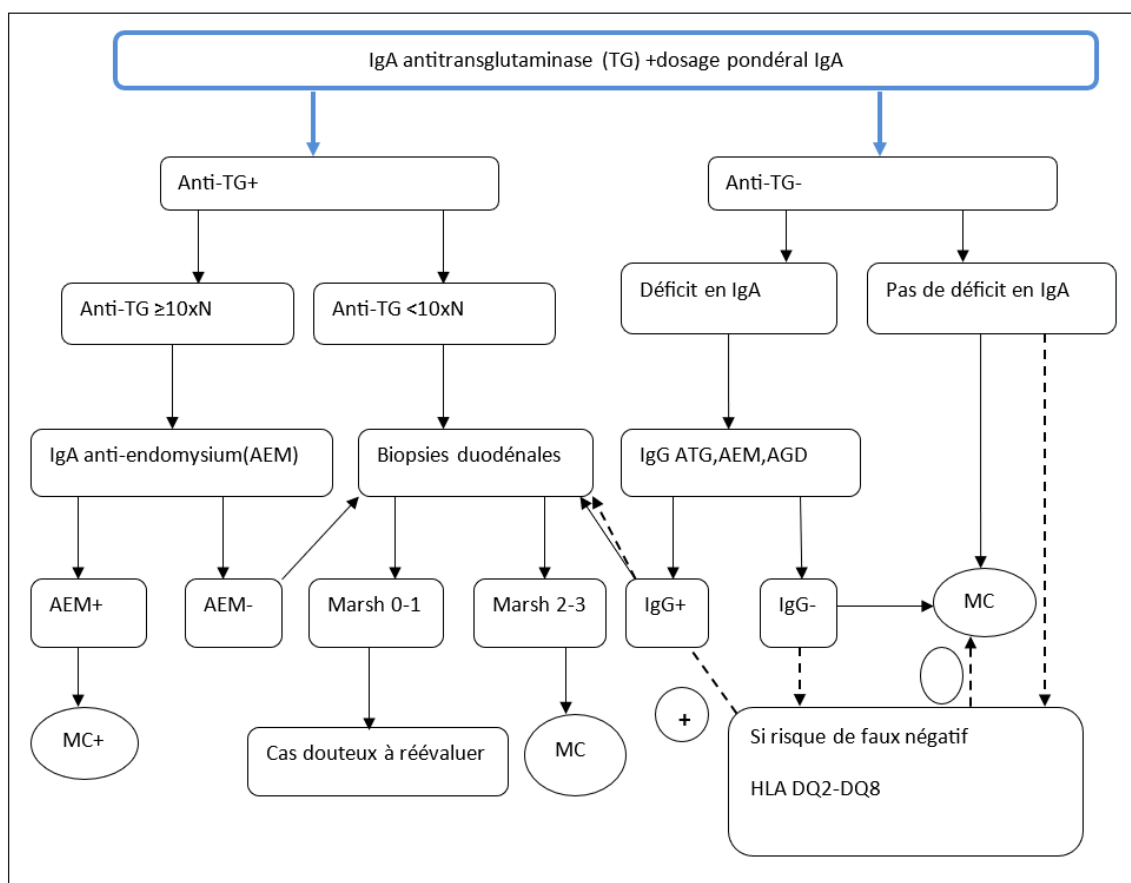 IgA antitransglutaminase (TG) +dosage pondéral IgA
Anti-TG+
Anti-TG-
Anti-TG ≥10xN
Anti-TG <10xN
Déficit en IgA
Pas de déficit en IgA
IgA anti-endomysium(AEM)
Biopsies duodénales
IgG ATG,AEM,AGD
AEM+
AEM-
Marsh 0-1
Marsh 2-3
IgG+
IgG-
MC
+
MC+
Cas douteux à réévaluer
MC
Si risque de faux négatif
HLA DQ2-DQ8